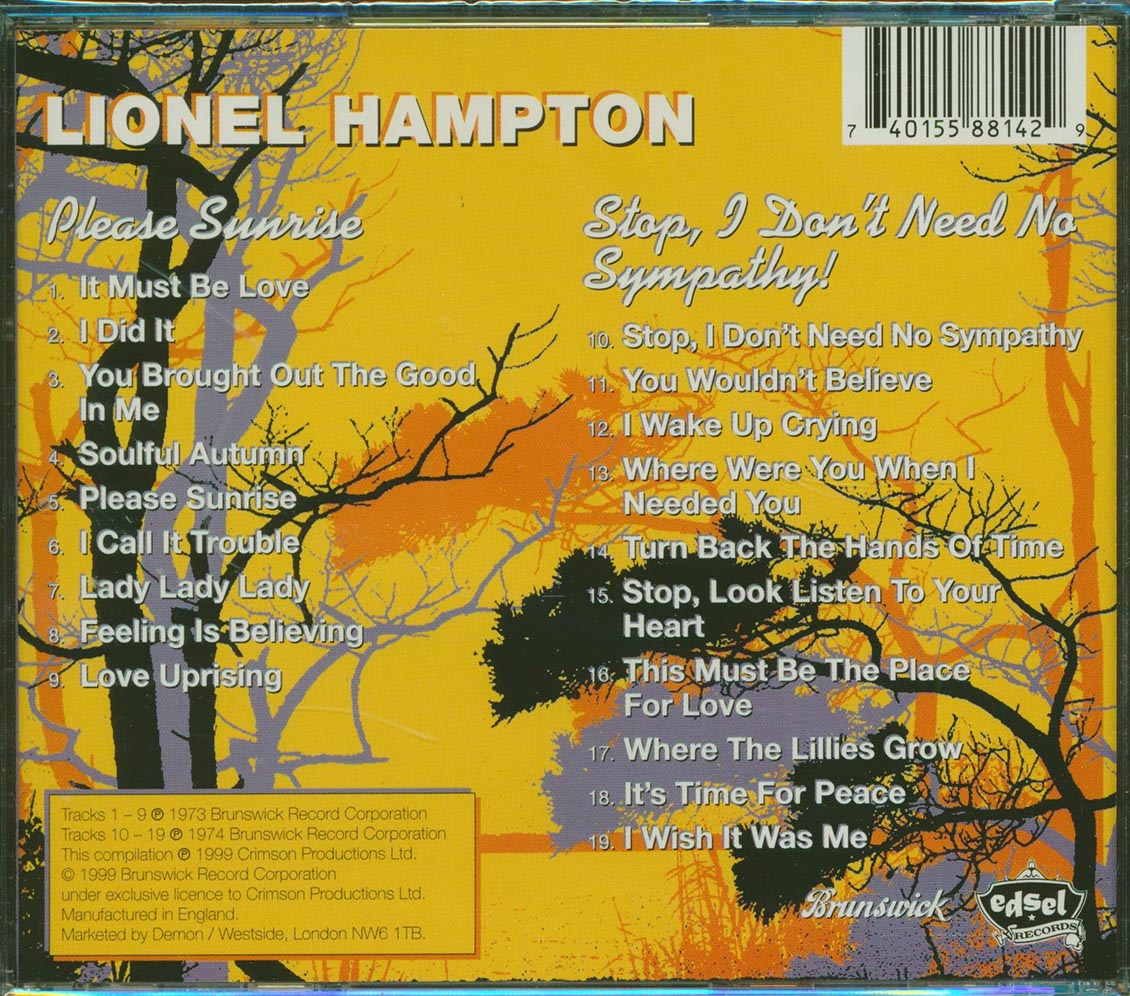 LIONEL HAMPTON
7 40155 88142 9
Please Sunrise
1. It Must Be Love
2. I Did It
3. You Brought Out The Good
In Me
4. Soulful Autumn
5. Please Sunrise
6. I Call It Trouble
7. Lady Lady Lady
8. Feeling Is Believing
9. Love Uprising
Stop, I Don't Need No
Sympathy!
10. Stop, I Don't Need No Sympathy
11. You Wouldn't Believe
12. I Wake Up Crying
13. Where Were You When I
Needed You
14. Turn Back The Hands Of Time
15. Stop, Look Listen To Your
Heart
16. This Must Be The Place
For Love
17. Where The Lillies Grow
18. It's Time For Peace
19. I Wish It Was Me
Tracks 1 – 9 ℗ 1973 Brunswick Record Corporation
Tracks 10 – 19 ℗ 1974 Brunswick Record Corporation
This compilation ℗ 1999 Crimson Productions Ltd.
© 1999 Brunswick Record Corporation
under exclusive licence to Crimson Productions Ltd.
Manufactured in England.
Marketed by Demon / Westside, London NW6 1TB.
Brunswick
edsel
RECORDS